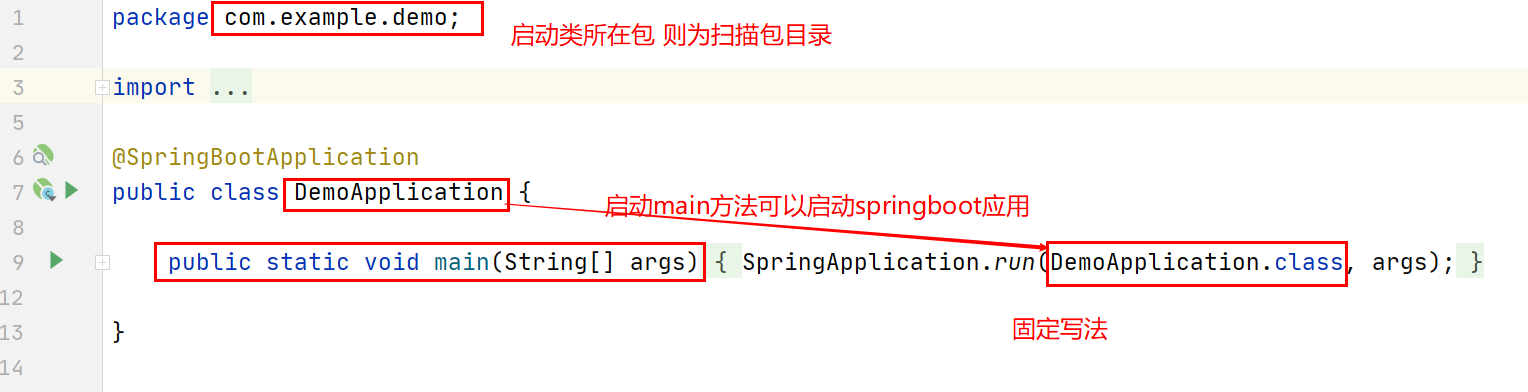 1 package com.example.demo;
启动类所在包 则为扫描包目录
2
3 import ...
5
6 @SpringBootApplication
7 public class DemoApplication {
启动main方法可以启动springboot应用
8
9 public static void main(String[] args) { SpringApplication.run(DemoApplication.class, args); }
12
固定写法
13 }
14